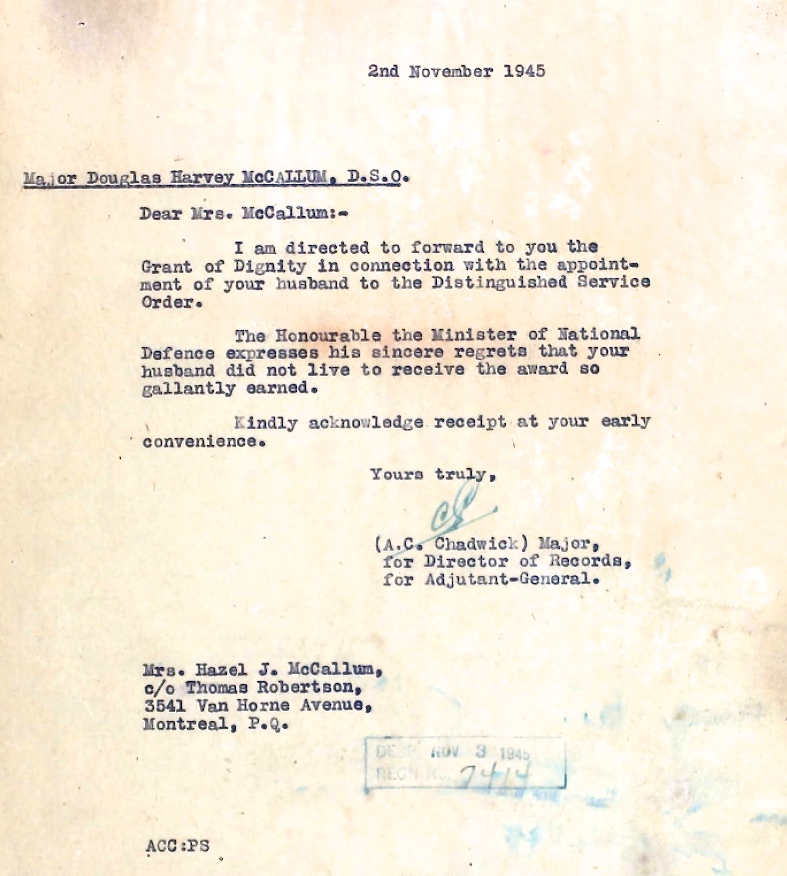 2nd November 1945
Major Douglas Harvey McCALLUM, D.S.O.
Dear Mrs. McCallum:-
I am directed to forward to you the
Grant of Dignity in connection with the appoint-
ment of your husband to the Distinguished Service
Order.
The Honourable the Minister of National
Defence expresses his sincere regrets that your
husband did not live to receive the award so
gallantly earned.
Kindly acknowledge receipt at your early
convenience.
Yours truly,
(A.C. Chadwick) Major,
for Director of Records,
for Adjutant-General.
Mrs. Hazel J. McCallum,
c/o Thomas Robertson,
3541 Van Horne Avenue,
Montreal, P.Q.
NOV 3 1945
REGN No. 7414
ACC:PS